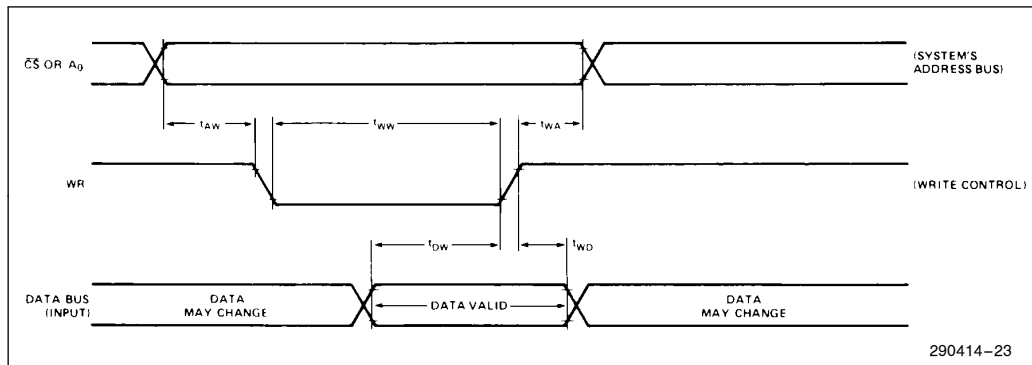 C̅S̅ OR A₀
(SYSTEM'S
ADDRESS BUS)
tAW
tWW
tWA
WR
(WRITE CONTROL)
tDW
tWD
DATA BUS
(INPUT)
DATA
MAY CHANGE
DATA VALID
DATA
MAY CHANGE
290414–23